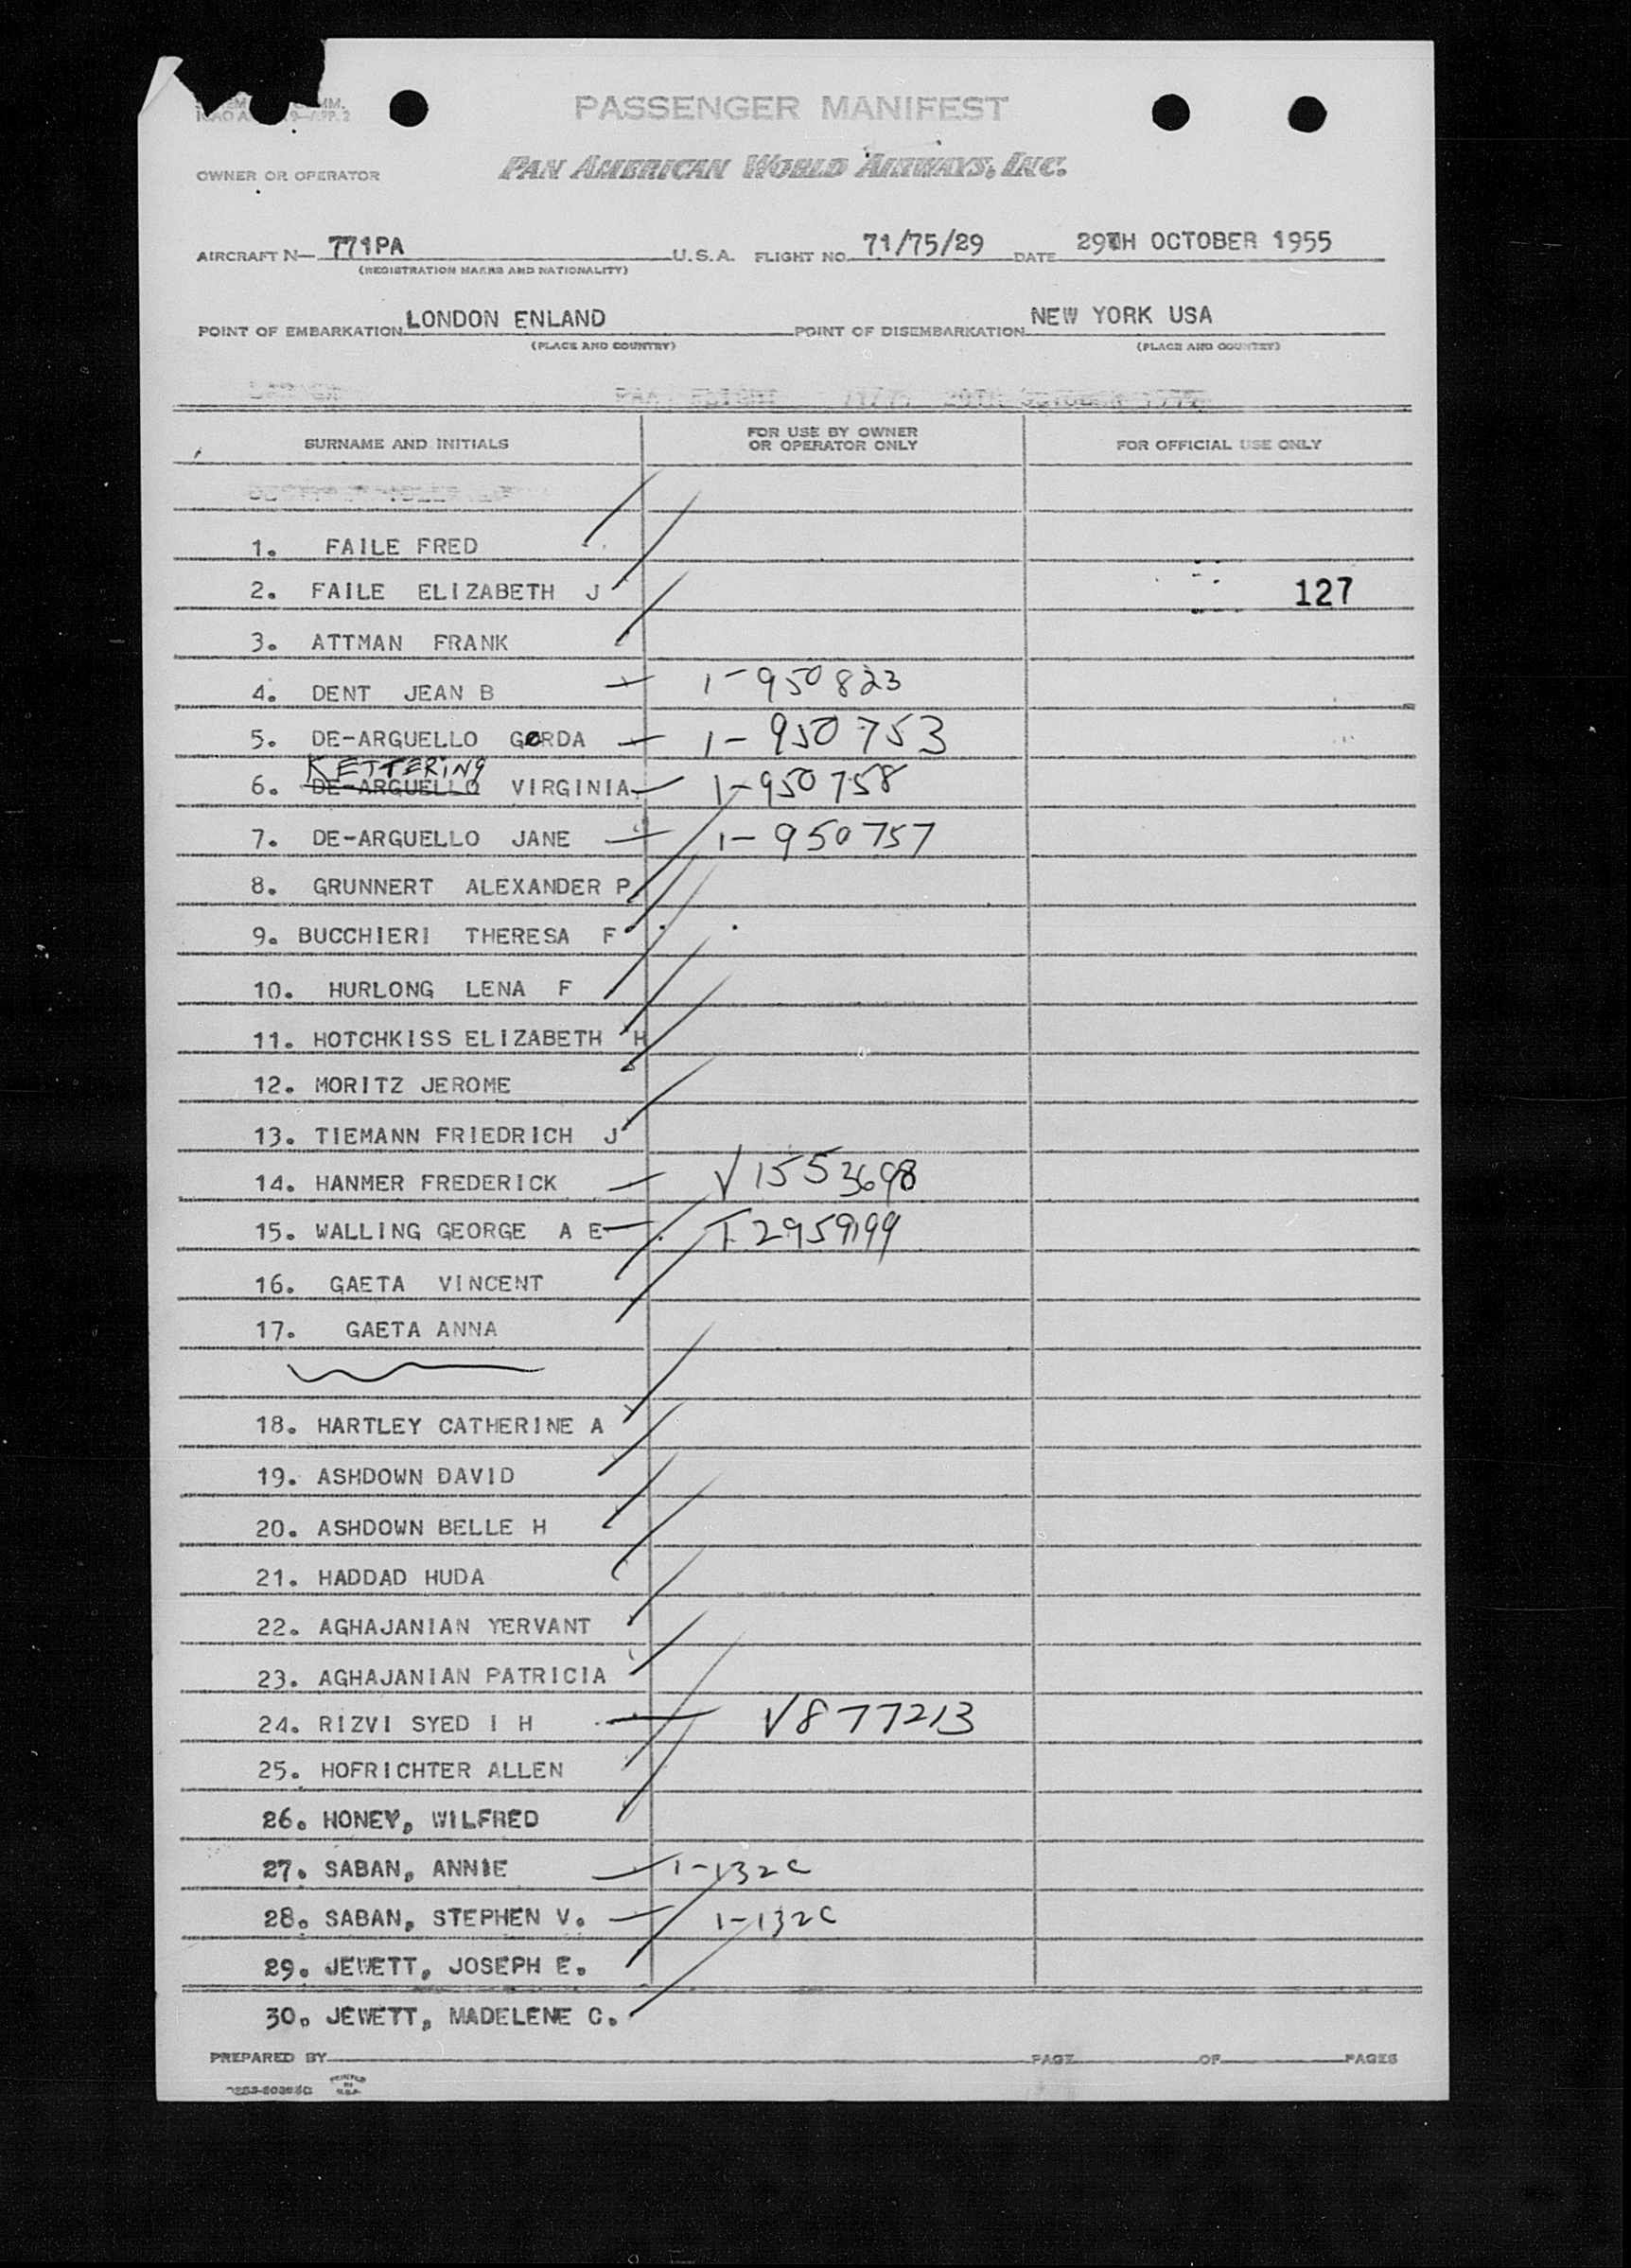 PASSENGER MANIFEST
OWNER OR OPERATOR PAN AMERICAN WORLD AIRWAYS, INC.
AIRCRAFT N— 771PA U.S.A. FLIGHT NO. 71/75/29 DATE 29TH OCTOBER 1955
(REGISTRATION MARKS AND NATIONALITY)
POINT OF EMBARKATION LONDON ENLAND POINT OF DISEMBARKATION NEW YORK USA
(PLACE AND COUNTRY) (PLACE AND COUNTRY)
SURNAME AND INITIALS FOR USE BY OWNER OR OPERATOR ONLY FOR OFFICIAL USE ONLY
1. FAILE FRED
2. FAILE ELIZABETH J 127
3. ATTMAN FRANK
4. DENT JEAN B 1-950823
5. DE-ARGUELLO GORDA 1-950753
KETTERING
6. DE-ARGUELLO VIRGINIA 1-950758
7. DE-ARGUELLO JANE 1-950757
8. GRUNNERT ALEXANDER P
9. BUCCHIERI THERESA F
10. HURLONG LENA F
11. HOTCHKISS ELIZABETH H
12. MORITZ JEROME
13. TIEMANN FRIEDRICH J
14. HANMER FREDERICK V1553698
15. WALLING GEORGE A E T2959199
16. GAETA VINCENT
17. GAETA ANNA
18. HARTLEY CATHERINE A
19. ASHDOWN DAVID
20. ASHDOWN BELLE H
21. HADDAD HUDA
22. AGHAJANIAN YERVANT
23. AGHAJANIAN PATRICIA
24. RIZVI SYED I H V877213
25. HOFRICHTER ALLEN
26. HONEY, WILFRED
27. SABAN, ANNIE 1-132C
28. SABAN, STEPHEN V. 1-132C
29. JEWETT, JOSEPH E.
30. JEWETT, MADELENE C.
PREPARED BY PAGE OF PAGES
PRINTED IN U.S.A.